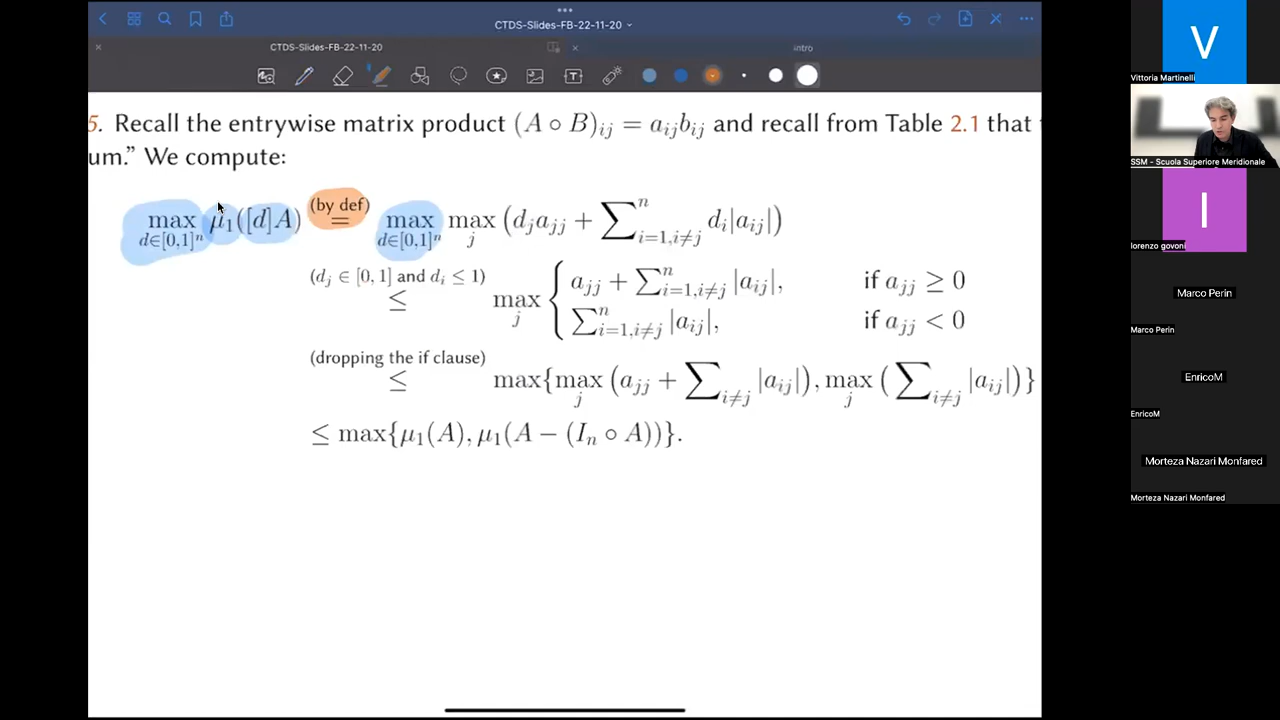 CTDS-Slides-FB-22-11-20
CTDS-Slides-FB-22-11-20
intro
5. Recall the entrywise matrix product (A ∘ B)_{ij} = a_{ij}b_{ij} and recall from Table 2.1 that
um.” We compute:
max_{d∈[0,1]^n} μ_1([d]A) (by def) = max_{d∈[0,1]^n} max_j (d_j a_{jj} + ∑_{i=1,i≠j}^n d_i|a_{ij}|)
(d_j ∈ [0, 1] and d_i ≤ 1) ≤ max_j { a_{jj} + ∑_{i=1,i≠j}^n |a_{ij}|, if a_{jj} ≥ 0
∑_{i=1,i≠j}^n |a_{ij}|, if a_{jj} < 0
(dropping the if clause) ≤ max{max_j (a_{jj} + ∑_{i≠j} |a_{ij}|), max_j (∑_{i≠j} |a_{ij}|)}
≤ max{μ_1(A), μ_1(A − (I_n ∘ A))}.
V
Vittoria Martinelli
SSM - Scuola Superiore Meridionale
I
lorenzo govoni
Marco Perin
Marco Perin
EnricoM
EnricoM
Morteza Nazari Monfared
Morteza Nazari Monfared